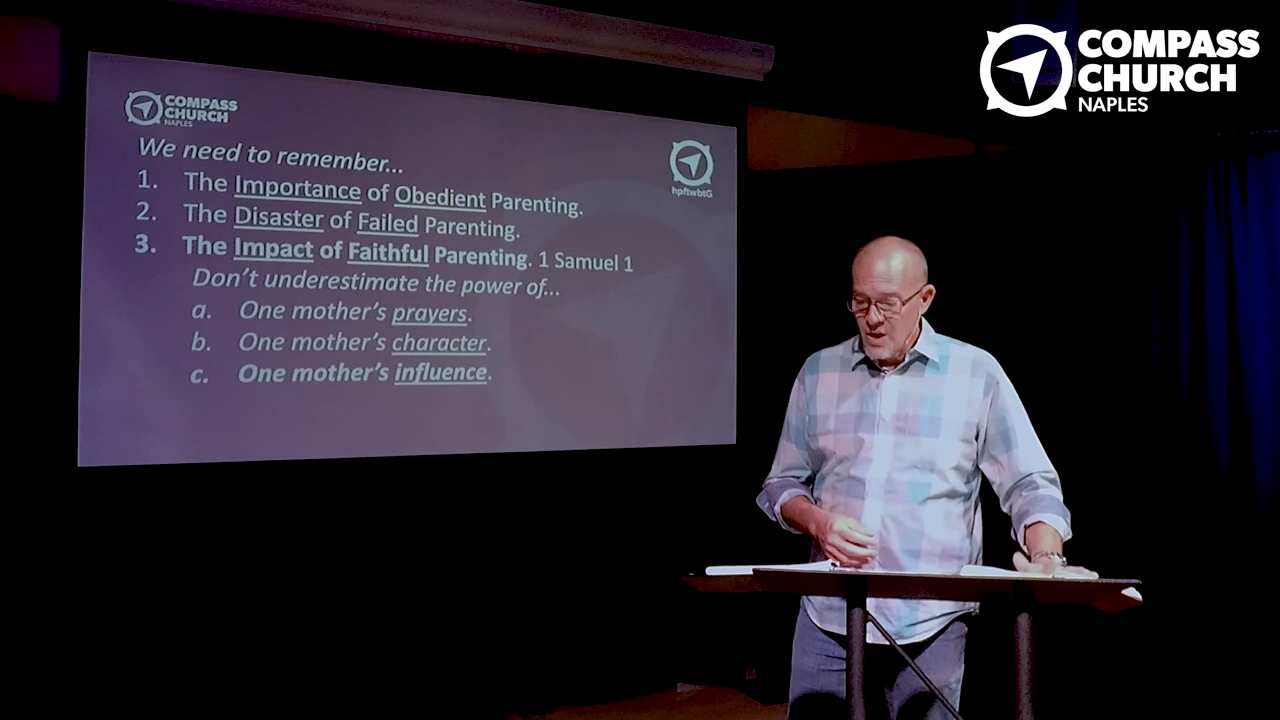 COMPASS
CHURCH
NAPLES
COMPASS
CHURCH
NAPLES
hpftwbtG
We need to remember...
1. The Importance of Obedient Parenting.
2. The Disaster of Failed Parenting.
3. The Impact of Faithful Parenting. 1 Samuel 1
Don't underestimate the power of...
a. One mother's prayers.
b. One mother's character.
c. One mother's influence.